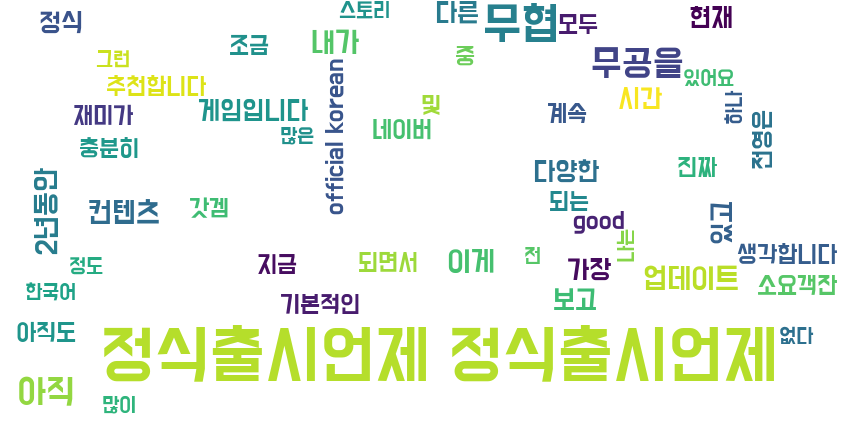 스토리
다른
무협
모두
현재
정식
조금
내가
그런
중
무공을
있어요
추천합니다
시간
재미가
게임입니다
및
계속
하나
충분히
많은
네이버
official korean
전영은
2년동안
다양한
진짜
컨텐츠
갓겜
되는
good
있고
나는
지금
되면서
이게
전
가장
생각합니다
정도
업데이트
소요객잔
한국어
기본적인
보고
아직도
정식출시언제 정식출시언제
없다
아직
많이